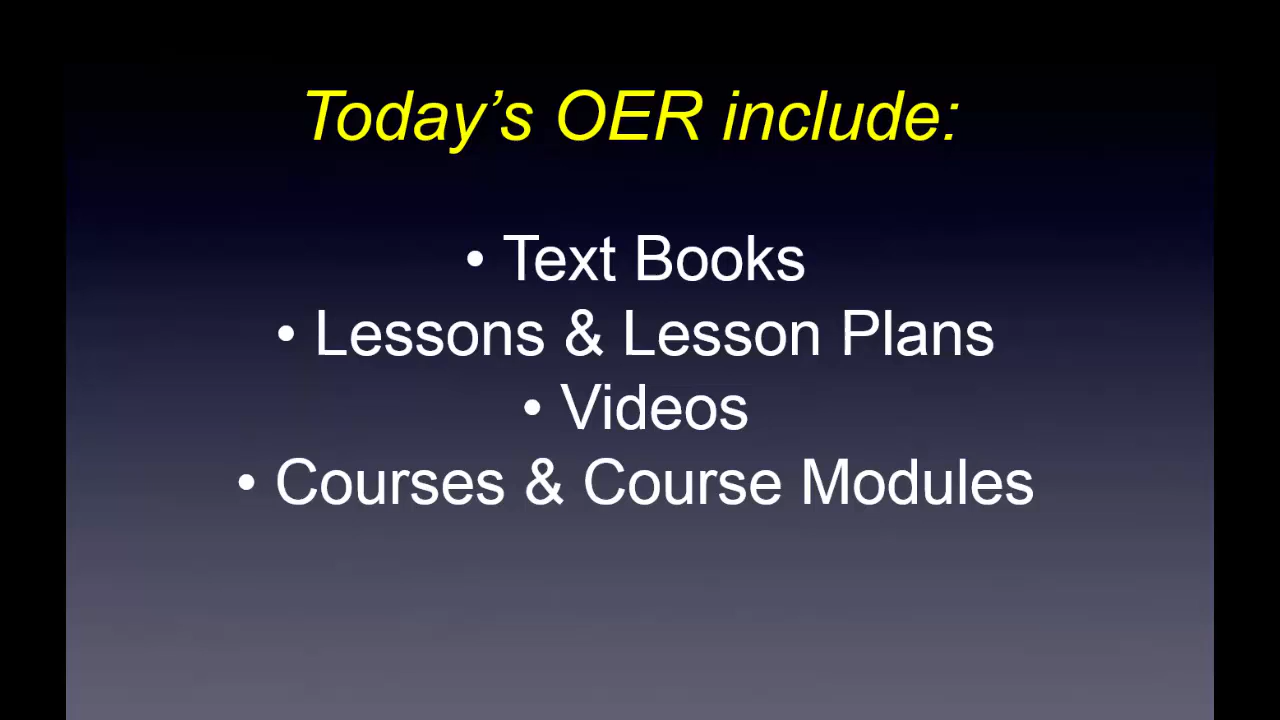 Today’s OER include:
• Text Books
• Lessons & Lesson Plans
• Videos
• Courses & Course Modules